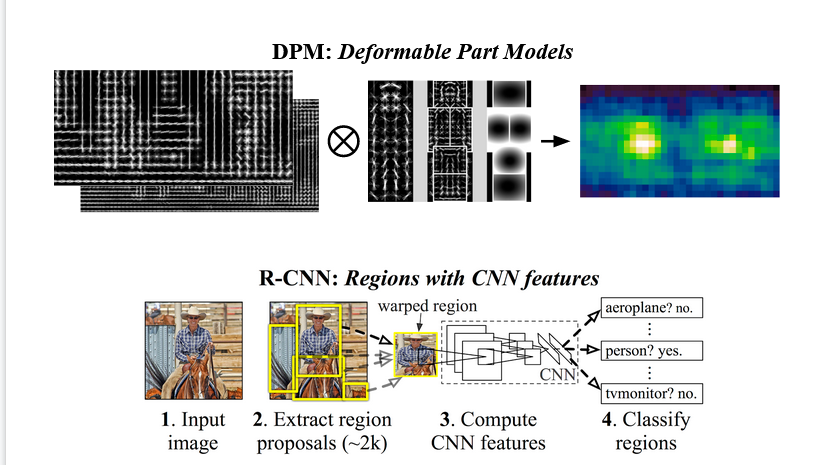 DPM: Deformable Part Models
R-CNN: Regions with CNN features
warped region
aeroplane? no.
person? yes.
tvmonitor? no.
CNN
1. Input
image
2. Extract region
proposals (~2k)
3. Compute
CNN features
4. Classify
regions